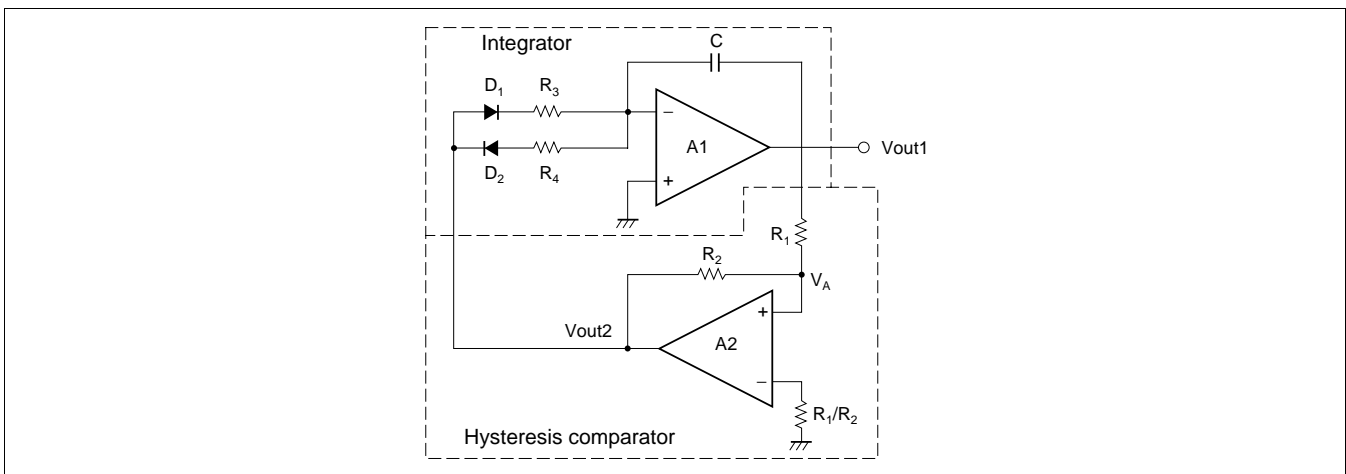 Integrator
C
D1
R3
−
A1
Vout1
D2
R4
+
R1
R2
VA
+
Vout2
A2
−
R1/R2
Hysteresis comparator